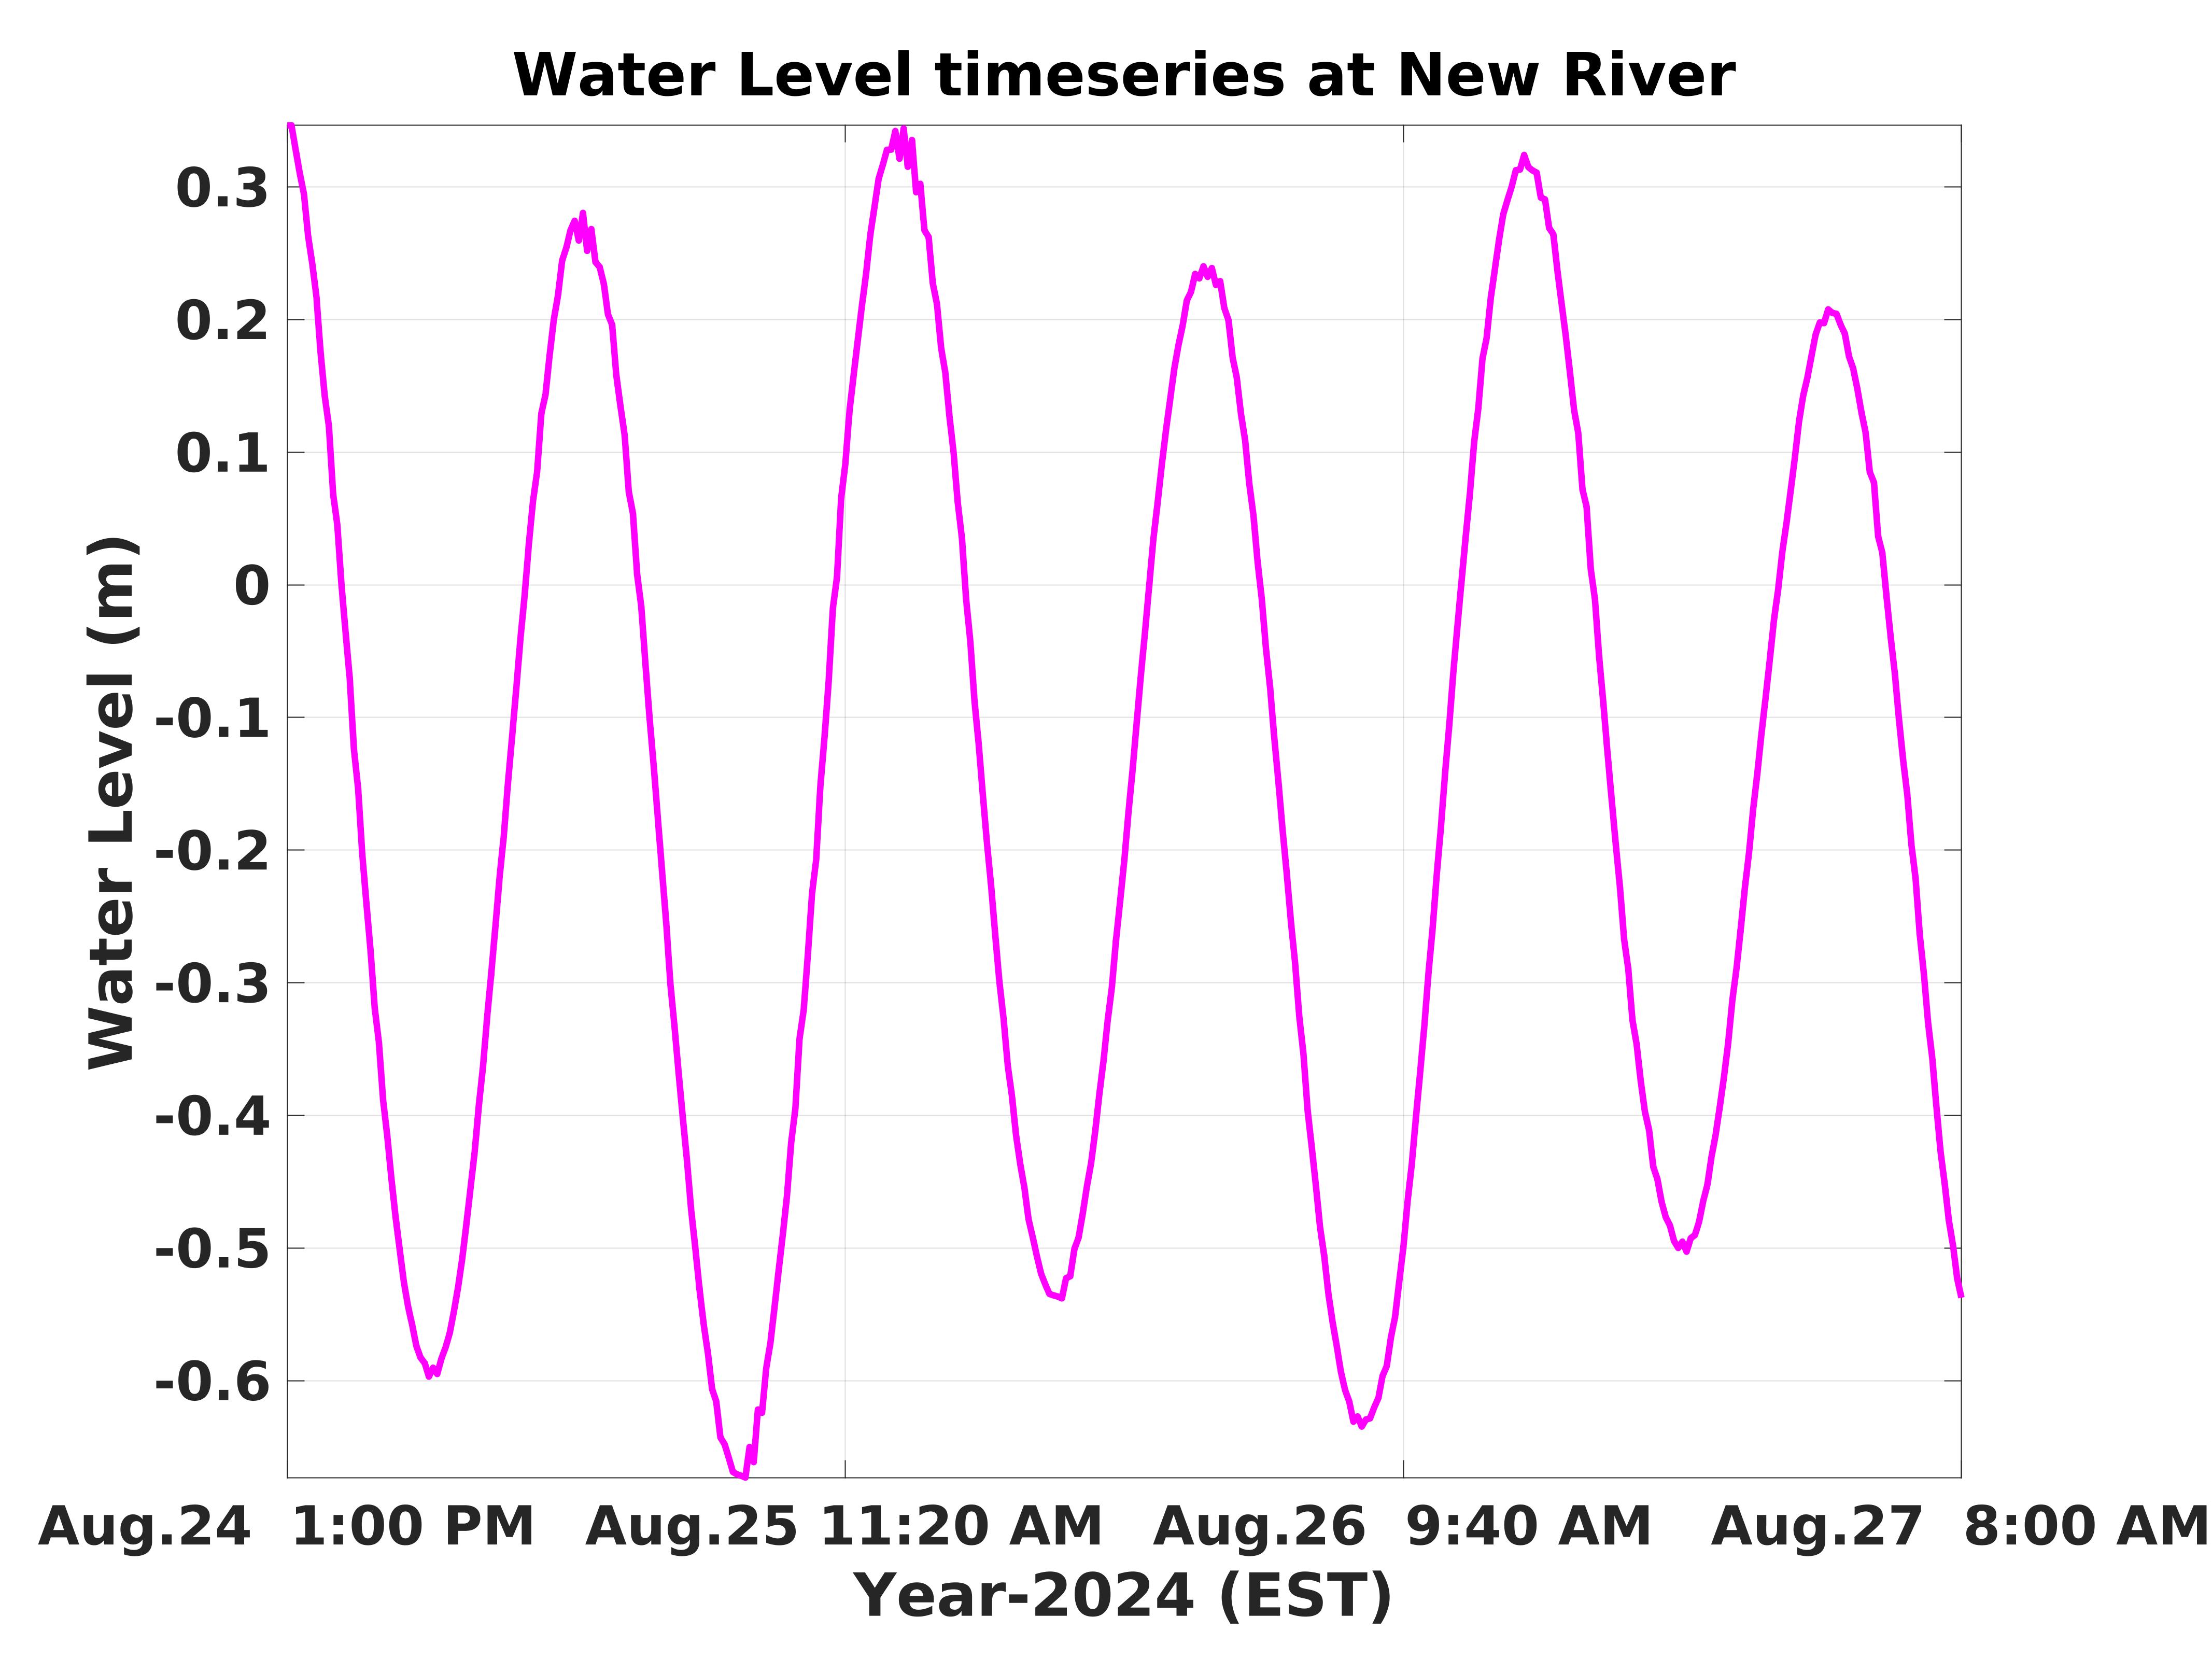 Water Level timeseries at New River
Water Level (m)
0.3
0.2
0.1
0
-0.1
-0.2
-0.3
-0.4
-0.5
-0.6
Aug.24 1:00 PM Aug.25 11:20 AM Aug.26 9:40 AM Aug.27 8:00 AM
Year-2024 (EST)